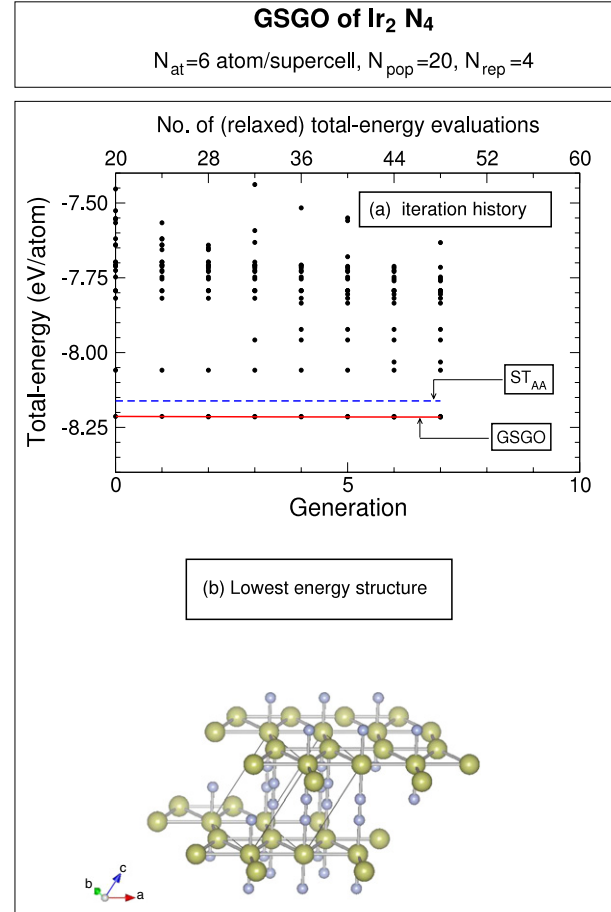 GSGO of Ir2 N4
Nat=6 atom/supercell, Npop=20, Nrep=4
No. of (relaxed) total-energy evaluations
20 28 36 44 52 60
(a) iteration history
-7.50
-7.75
-8.00
-8.25
Total-energy (eV/atom)
STAA
GSGO
0 5 10
Generation
(b) Lowest energy structure
c
b
a